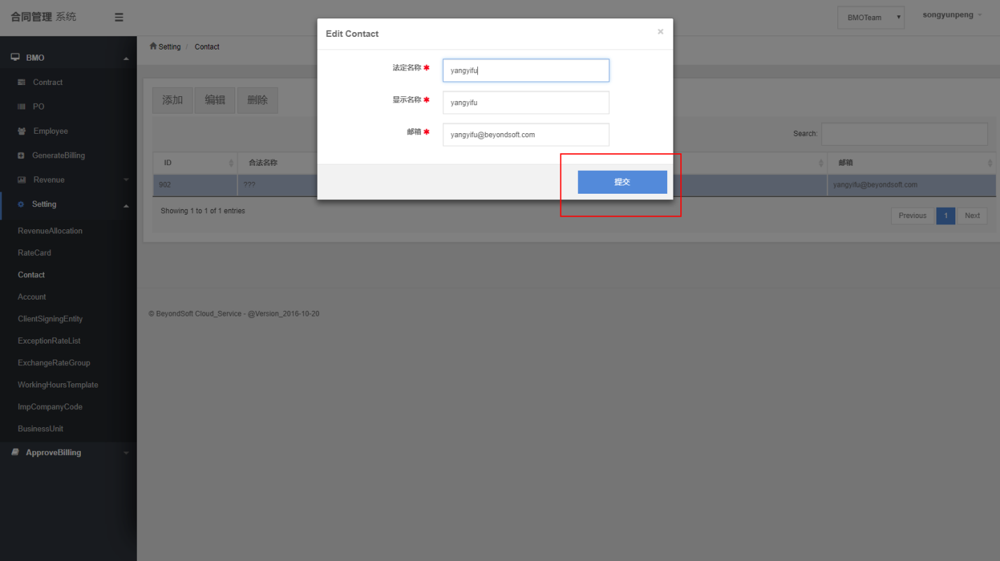 合同管理 系统
BMOTeam
songyunpeng
BMO
Contract
PO
Employee
GenerateBilling
Revenue
Setting
RevenueAllocation
RateCard
Contact
Account
ClientSigningEntity
ExceptionRateList
ExchangeRateGroup
WorkingHoursTemplate
ImpCompanyCode
BusinessUnit
ApproveBilling
Setting / Contact
添加 编辑 删除
Search:
ID 合法名称 邮箱
902 ??? yangyifu@beyondsoft.com
Showing 1 to 1 of 1 entries
Previous 1 Next
© BeyondSoft Cloud_Service - @Version_2016-10-20
Edit Contact ×
法定名称 ✱ yangyifu
显示名称 ✱ yangyifu
邮箱 ✱ yangyifu@beyondsoft.com
提交